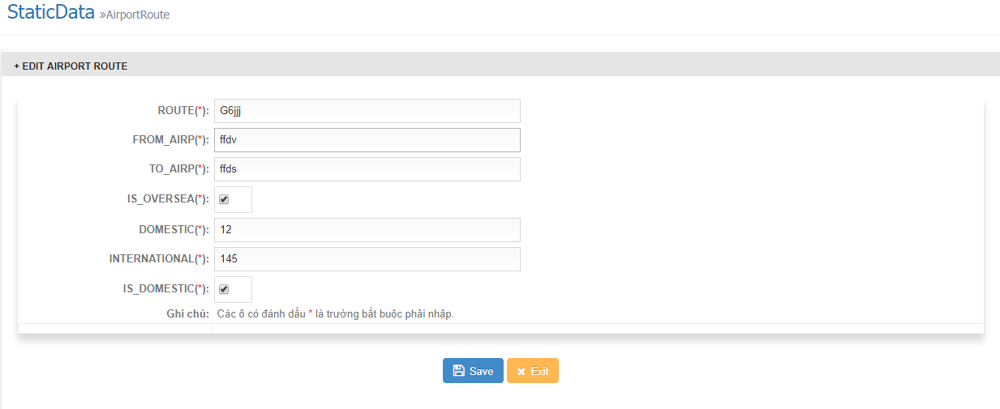 StaticData »AirportRoute
+ EDIT AIRPORT ROUTE
ROUTE(*): G6jjj
FROM_AIRP(*): ffdv
TO_AIRP(*): ffds
IS_OVERSEA(*):
DOMESTIC(*): 12
INTERNATIONAL(*): 145
IS_DOMESTIC(*):
Ghi chú: Các ô có đánh dấu * là trường bắt buộc phải nhập.
Save Exit